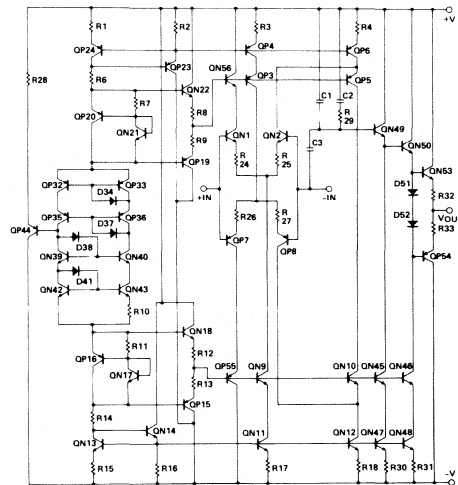 R1
R2
R3
R4
+V
QP24
QP4
QP6
QP23
R28
R6
QN56
QP3
QP5
QN22
R7
R8
C1
C2
QP20
R
29
QN21
QN1
QN2
QN49
R9
C3
QN50
QP19
R
24
R
25
QN53
D51
QP32
QP33
+IN
-IN
R32
D34
VOUT
QP35
QP36
R26
R
27
D52
R33
D37
QP44
D38
QP7
QP8
QP54
QN39
QN40
D41
QN42
QN43
R10
QN18
R11
R12
QP16
QP55
QN9
QN10
QN45
QN46
QN17
R13
QP15
R14
QN14
QN11
QN12
QN47
QN48
QN13
R15
R16
R17
R18
R30
R31
-V